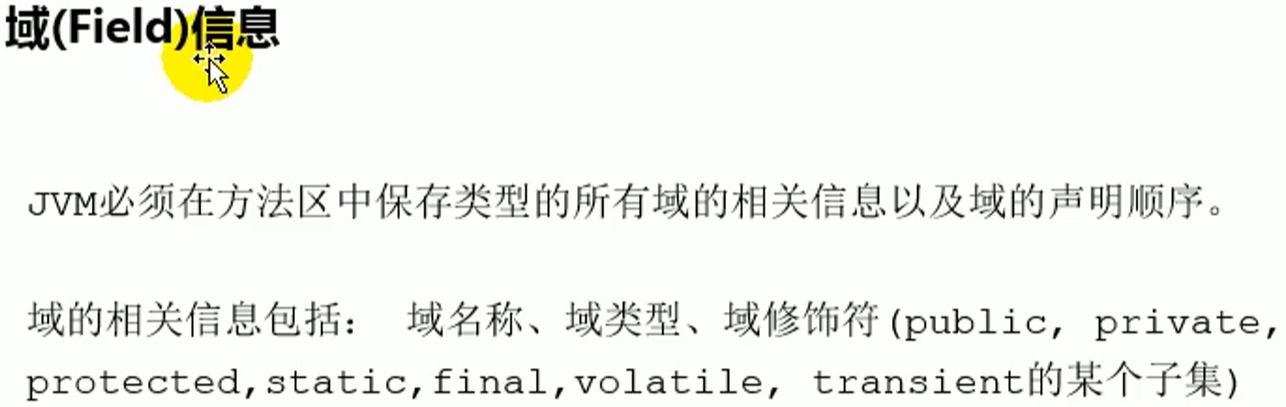 域(Field)信息
JVM必须在方法区中保存类型的所有域的相关信息以及域的声明顺序。
域的相关信息包括： 域名称、域类型、域修饰符(public, private,
protected,static,final,volatile, transient的某个子集)